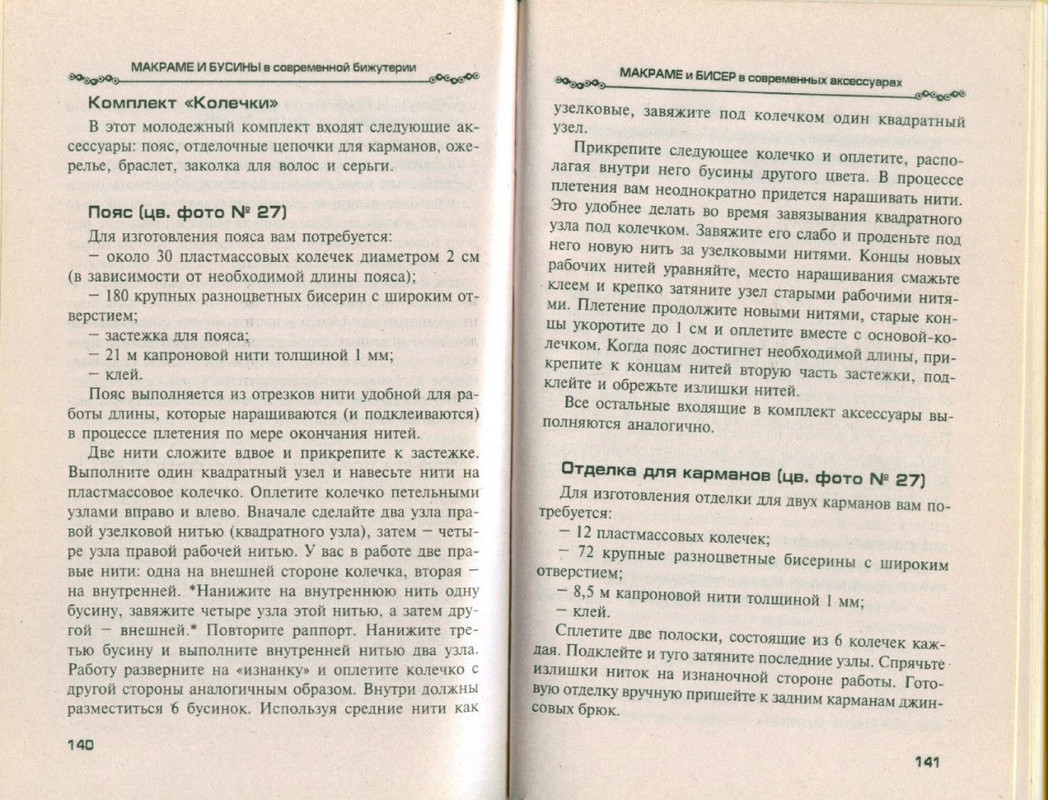 МАКРАМЕ И БУСИНЫ в современной бижутерии
Комплект «Колечки»
В этот молодежный комплект входят следующие ак-
сессуары: пояс, отделочные цепочки для карманов, оже-
релье, браслет, заколка для волос и серьги.
Пояс (цв. фото № 27)
Для изготовления пояса вам потребуется:
— около 30 пластмассовых колечек диаметром 2 см
(в зависимости от необходимой длины пояса);
— 180 крупных разноцветных бисерин с широким от-
верстием;
— застежка для пояса;
— 21 м капроновой нити толщиной 1 мм;
— клей.
Пояс выполняется из отрезков нити удобной для ра-
боты длины, которые наращиваются (и подклеиваются)
в процессе плетения по мере окончания нитей.
Две нити сложите вдвое и прикрепите к застежке.
Выполните один квадратный узел и навесьте нити на
пластмассовое колечко. Оплетите колечко петельными
узлами вправо и влево. Вначале сделайте два узла пра-
вой узелковой нитью (квадратного узла), затем — четы-
ре узла правой рабочей нитью. У вас в работе две пра-
вые нити: одна на внешней стороне колечка, вторая —
на внутренней. *Нанижите на внутреннюю нить одну
бусину, завяжите четыре узла этой нитью, а затем дру-
гой — внешней.* Повторите раппорт. Нанижите тре-
тью бусину и выполните внутренней нитью два узла.
Работу разверните на «изнанку» и оплетите колечко с
другой стороны аналогичным образом. Внутри должны
разместиться 6 бусинок. Используя средние нити как
140
МАКРАМЕ и БИСЕР в современных аксессуарах
узелковые, завяжите под колечком один квадратный
узел.
Прикрепите следующее колечко и оплетите, распо-
лагая внутри него бусины другого цвета. В процессе
плетения вам неоднократно придется наращивать нити.
Это удобнее делать во время завязывания квадратного
узла под колечком. Завяжите его слабо и проденьте под
него новую нить за узелковыми нитями. Концы новых
рабочих нитей уравняйте, место наращивания смажьте
клеем и крепко затяните узел старыми рабочими нитя-
ми. Плетение продолжите новыми нитями, старые кон-
цы укоротите до 1 см и оплетите вместе с основой-ко-
лечком. Когда пояс достигнет необходимой длины, при-
крепите к концам нитей вторую часть застежки, под-
клейте и обрежьте излишки нитей.
Все остальные входящие в комплект аксессуары вы-
полняются аналогично.
Отделка для карманов (цв. фото № 27)
Для изготовления отделки для двух карманов вам по-
требуется:
— 12 пластмассовых колечек;
— 72 крупные разноцветные бисерины с широким
отверстием;
— 8,5 м капроновой нити толщиной 1 мм;
— клей.
Сплетите две полоски, состоящие из 6 колечек каж-
дая. Подклейте и туго затяните последние узлы. Спрячьте
излишки ниток на изнаночной стороне работы. Гото-
вую отделку вручную пришейте к задним карманам джин-
совых брюк.
141